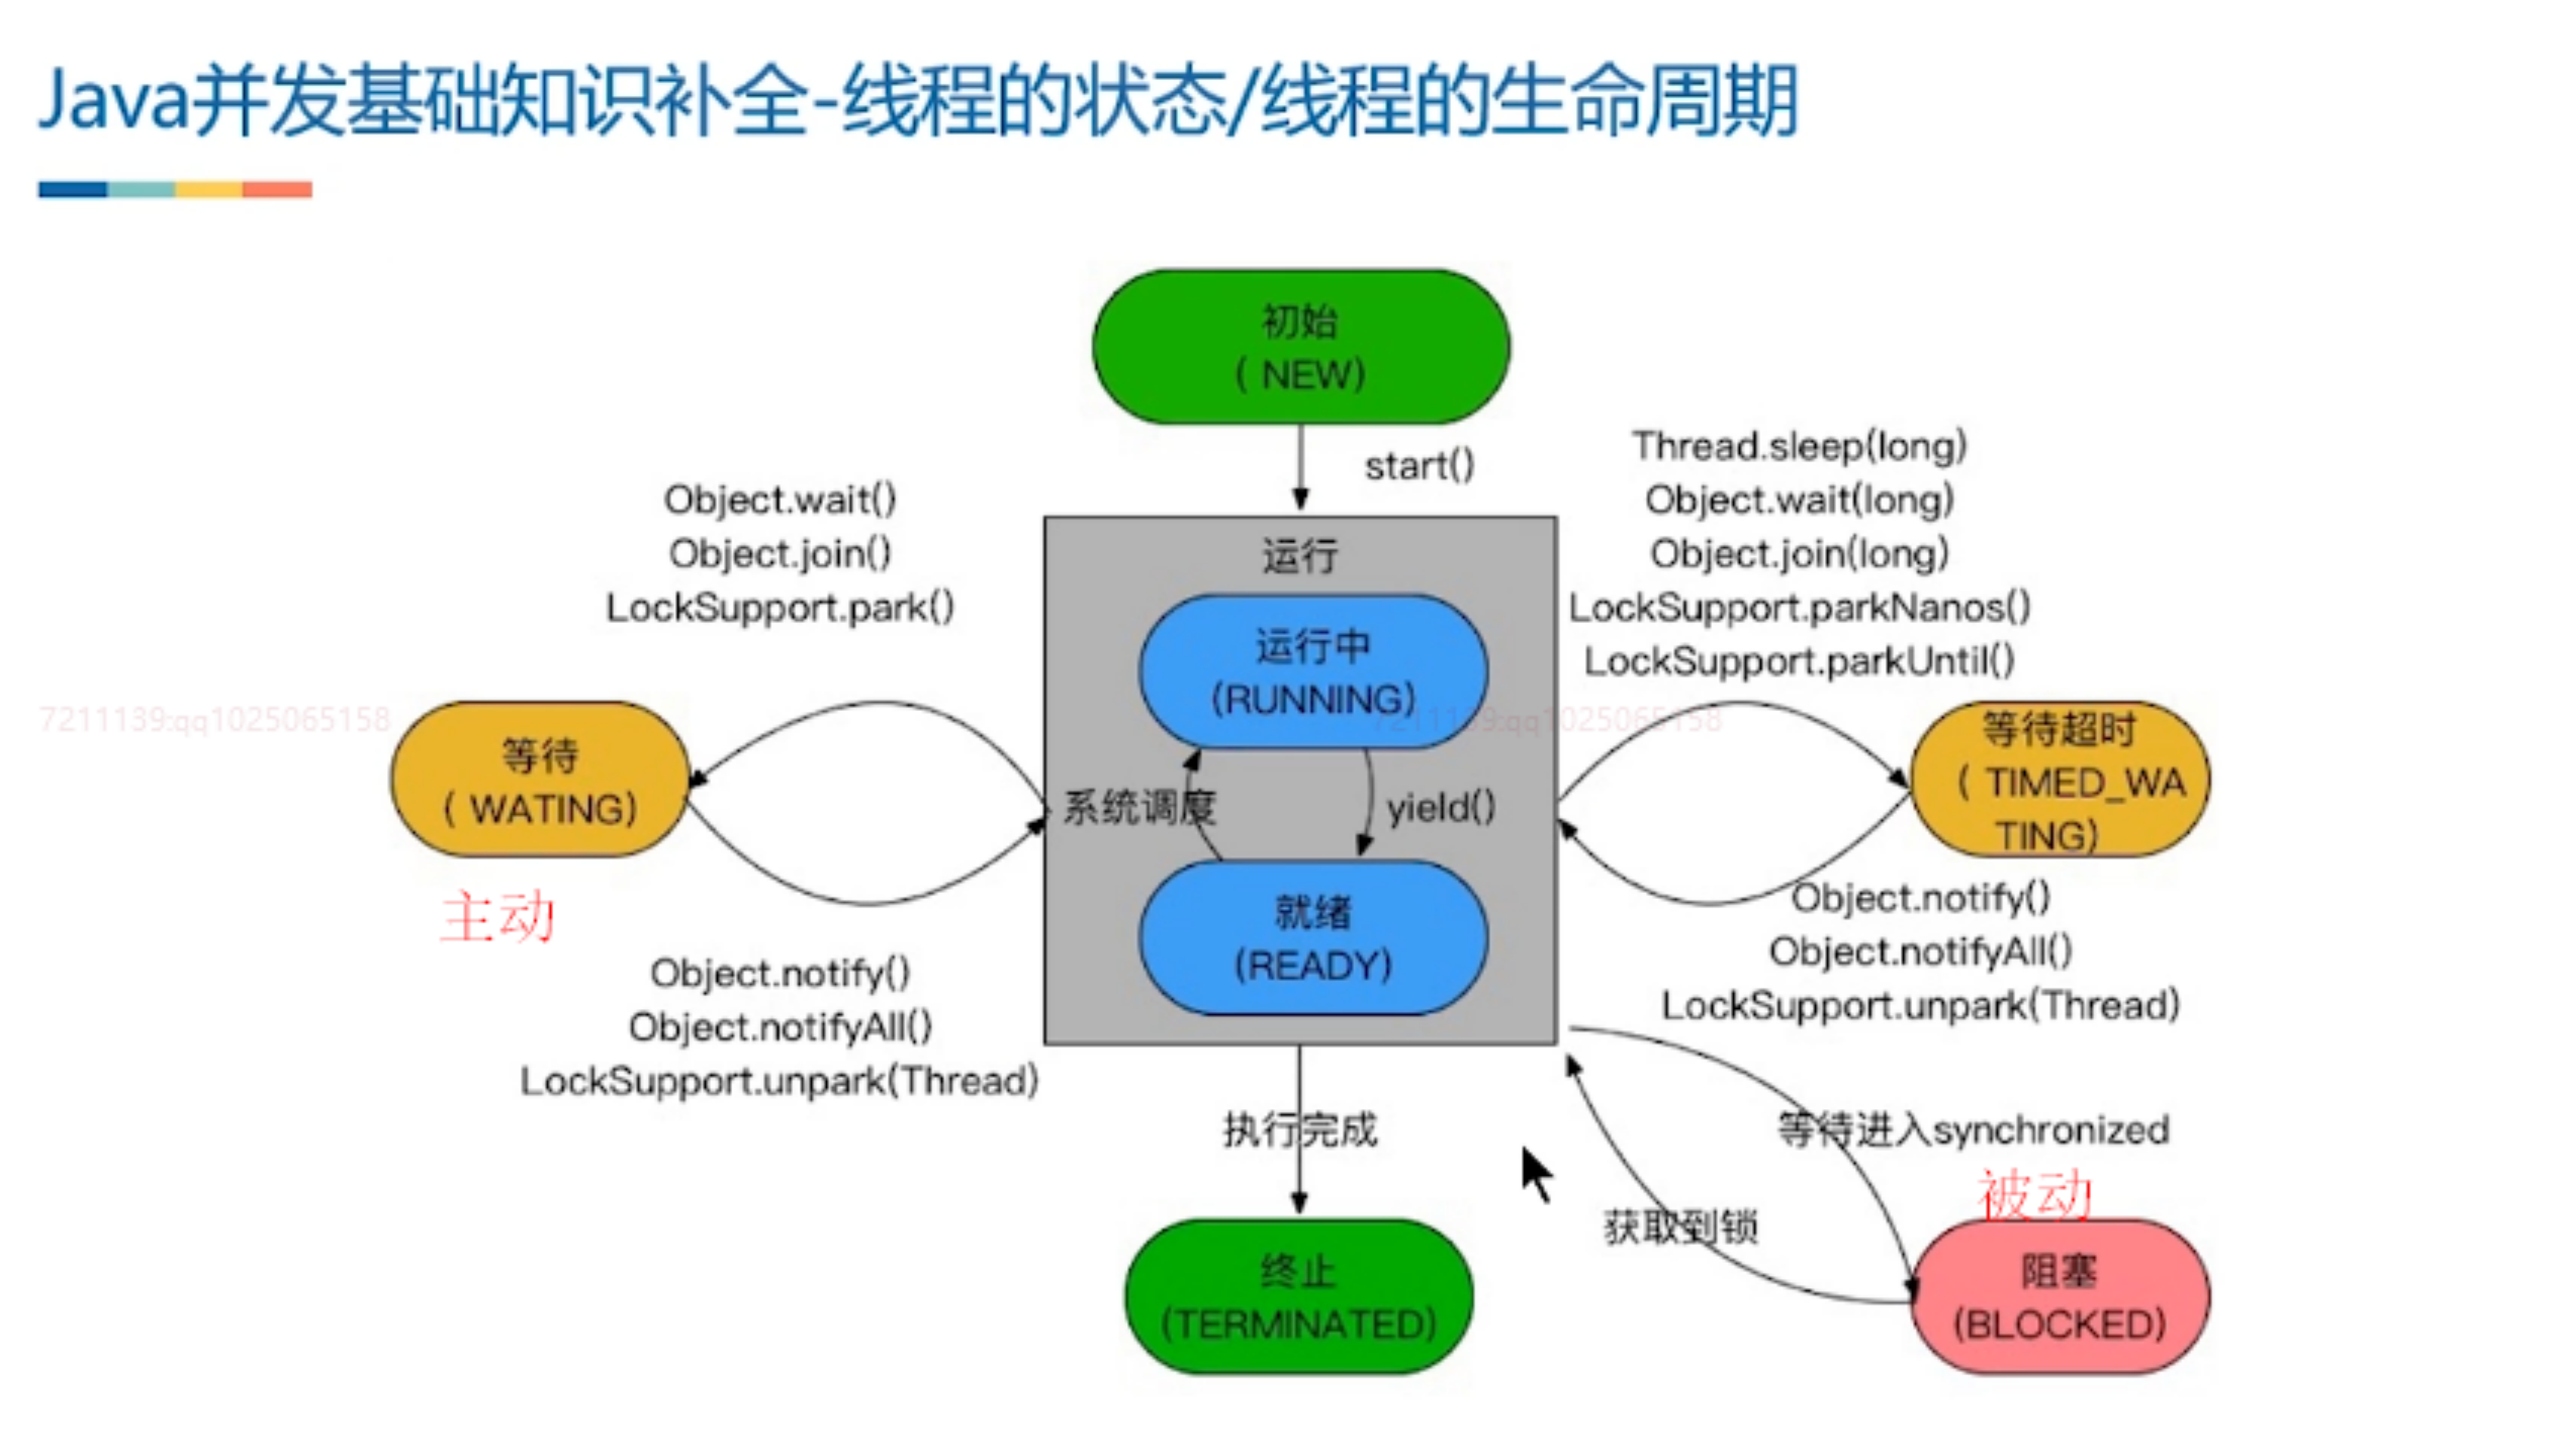 Java并发基础知识补全-线程的状态/线程的生命周期
初始
( NEW)
start()
Object.wait()
Object.join()
LockSupport.park()
Thread.sleep(long)
Object.wait(long)
Object.join(long)
LockSupport.parkNanos()
LockSupport.parkUntil()
运行
运行中
(RUNNING)
7211139:qq1025065158
7211139:qq1025065158
等待
( WATING)
系统调度
yield()
等待超时
( TIMED_WA
TING)
主动
就绪
(READY)
Object.notify()
Object.notifyAll()
LockSupport.unpark(Thread)
Object.notify()
Object.notifyAll()
LockSupport.unpark(Thread)
执行完成
等待进入synchronized
被动
获取到锁
终止
(TERMINATED)
阻塞
(BLOCKED)